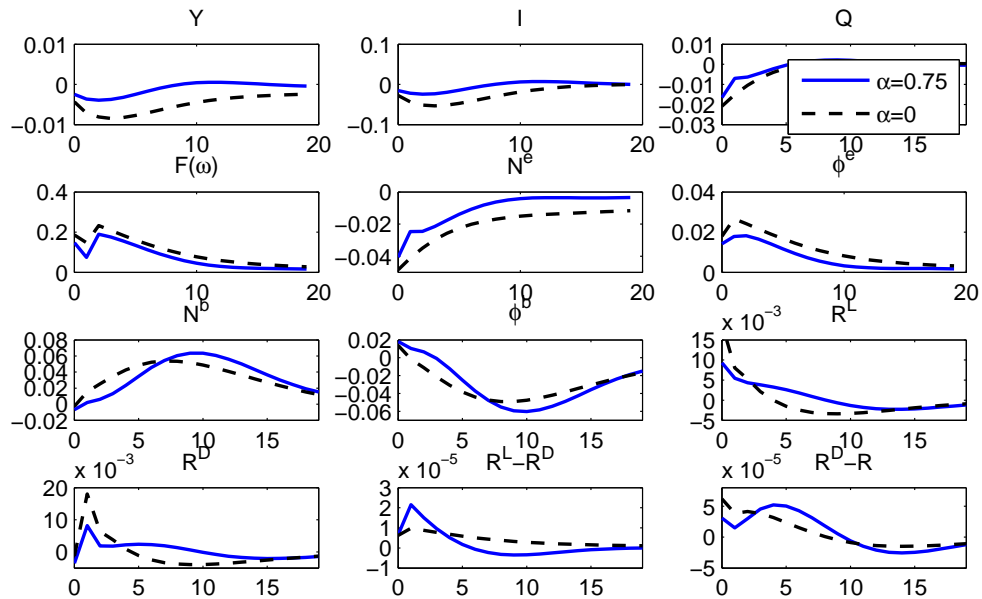 Y I Q
0.01 0.1 0.01
0 0 0
−0.01
−0.02
−0.01 −0.1 −0.03
0 10 20 0 10 20 0 5 10 15
α=0.75
α=0
F(ω) N^e ϕ^e
0.4 0 0.04
0.2 −0.02 0.02
−0.04
0 −0.06 0
0 10 20 0 10 20 0 10 20
N^b ϕ^b R^L
x 10^−3
0.08 0.02 15
0.06 0 10
0.04 −0.02 5
0.02 −0.04 0
0 −0.06 −5
−0.02
0 5 10 15 0 5 10 15 0 5 10 15
R^D R^L−R^D R^D−R
x 10^−3 x 10^−5 x 10^−5
20 3 5
10 2 0
0 1 −5
0
−1
0 5 10 15 0 5 10 15 0 5 10 15